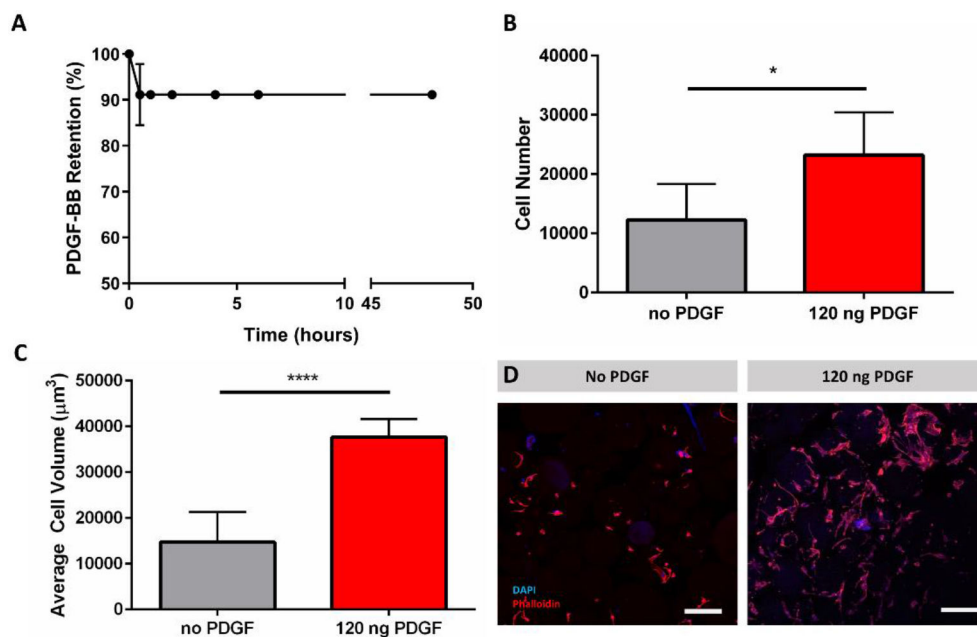 A
PDGF-BB Retention (%)
100
90
80
70
60
50
0
5
10
45
50
Time (hours)
B
Cell Number
40000
30000
20000
10000
0
*
no PDGF
120 ng PDGF
C
Average Cell Volume (μm³)
50000
40000
30000
20000
10000
0
****
no PDGF
120 ng PDGF
D
No PDGF
120 ng PDGF
DAPI
Phalloidin